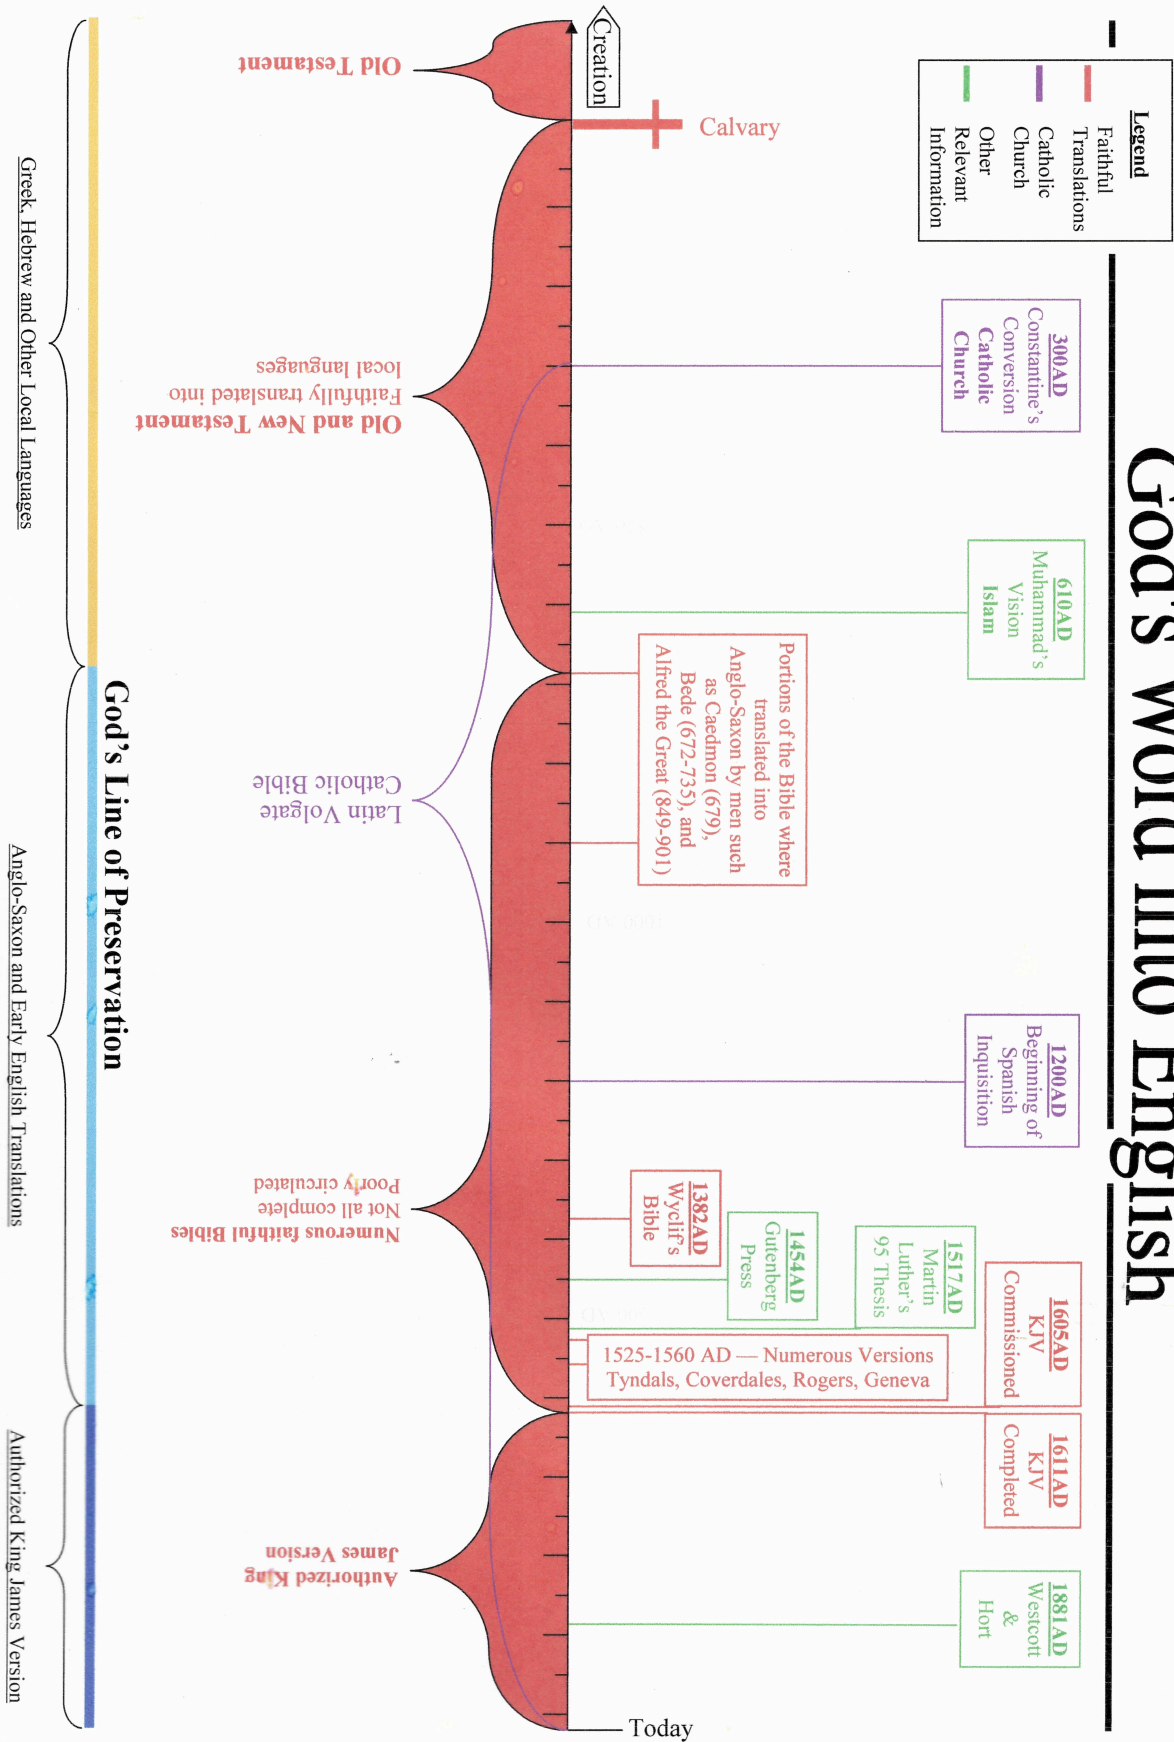 God's Word into English
Legend
Faithful
Translations
Catholic
Church
Other
Relevant
Information
Creation
Calvary
300AD
Constantine's
Conversion
Catholic
Church
610AD
Muhammad's
Vision
Islam
Portions of the Bible where
translated into
Anglo-Saxon by men such
as Caedmon (679),
Bede (672-735), and
Alfred the Great (849-901)
1200AD
Beginning of
Spanish
Inquisition
1382AD
Wyclif's
Bible
1454AD
Gutenberg
Press
1517AD
Martin
Luther's
95 Thesis
1525-1560 AD — Numerous Versions
Tyndals, Coverdales, Rogers, Geneva
1605AD
KJV
Commissioned
1611AD
KJV
Completed
1881AD
Westcott
&
Hort
Today
Old Testament
Old and New Testament
Faithfully translated into
local languages
Latin Volgate
Catholic Bible
Numerous faithful Bibles
Not all complete
Poorly circulated
Authorized King
James Version
God's Line of Preservation
Greek, Hebrew and Other Local Languages
Anglo-Saxon and Early English Translations
Authorized King James Version